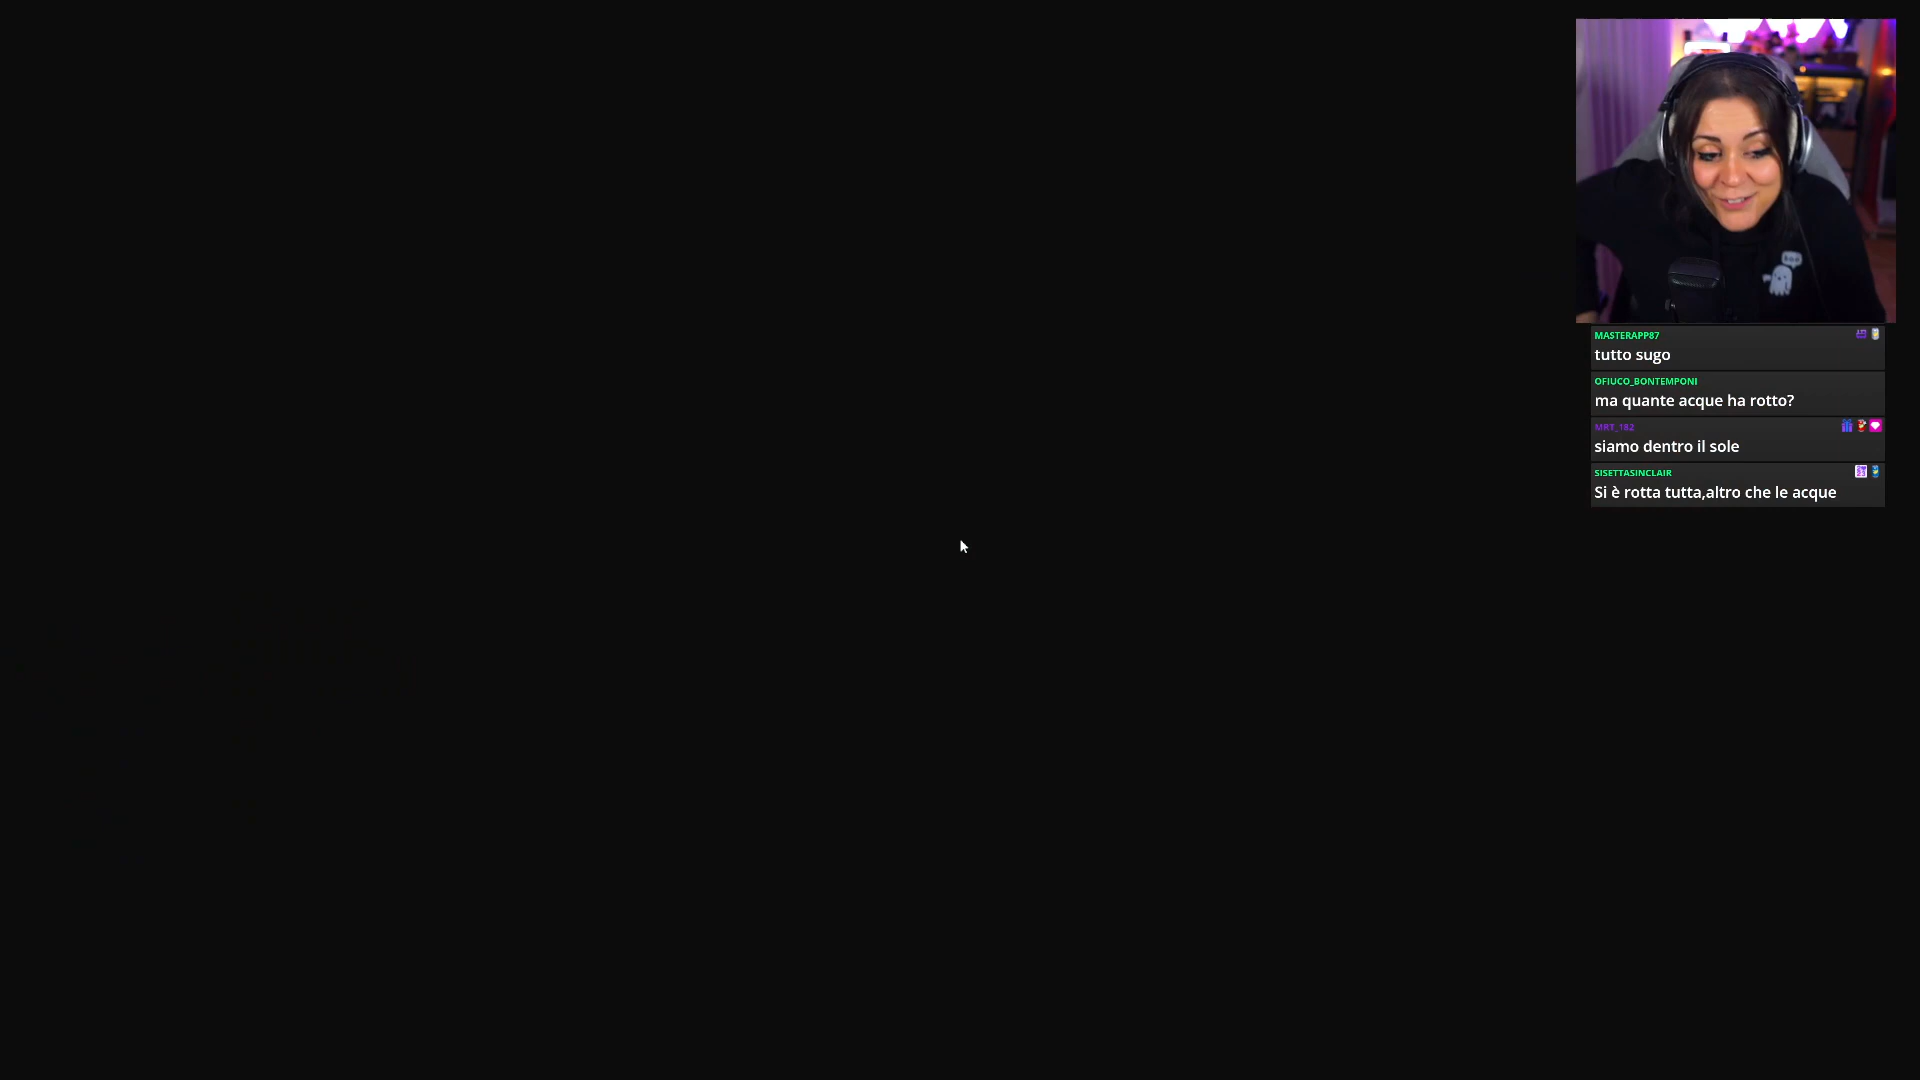 MASTERAPP87
tutto sugo
OFIUCO_BONTEMPONI
ma quante acque ha rotto?
MRT_182
siamo dentro il sole
SISETTASINCLAIR
Si è rotta tutta,altro che le acque